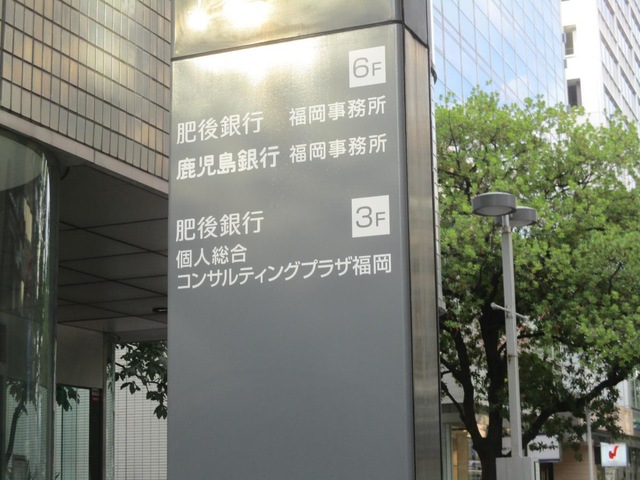 6F
肥後銀行 福岡事務所
鹿児島銀行 福岡事務所
肥後銀行 3F
個人総合
コンサルティングプラザ福岡